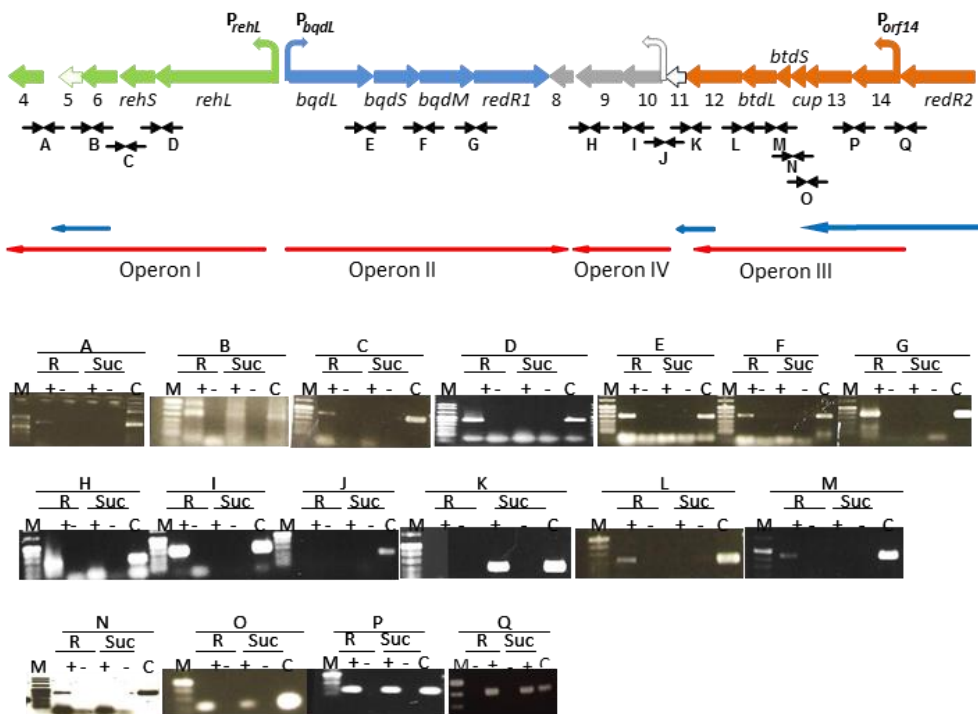 PrehL PbqdL Porf14
btdS
4 5 6 rehS rehL bqdL bqdS bqdM redR1 8 9 10 11 12 btdL cup 13 14 redR2
A B C D E F G H I J K L M N O P Q
Operon I Operon II Operon IV Operon III
A B C D E F G
R Suc R Suc R Suc R Suc R Suc R Suc R Suc
M + - + - C M + - + - C + - + - C M + - + - C M + - + - C M + - + - C M + - + - C
H I J K L M
R Suc R Suc R Suc R Suc R Suc R Suc
M + - + - C M + - + - C M + - + - C M + - + - C M + - + - C M + - + - C
N O P Q
R Suc R Suc R Suc R Suc
M + - + - C M + - + - C M + - + - C M - + - + C